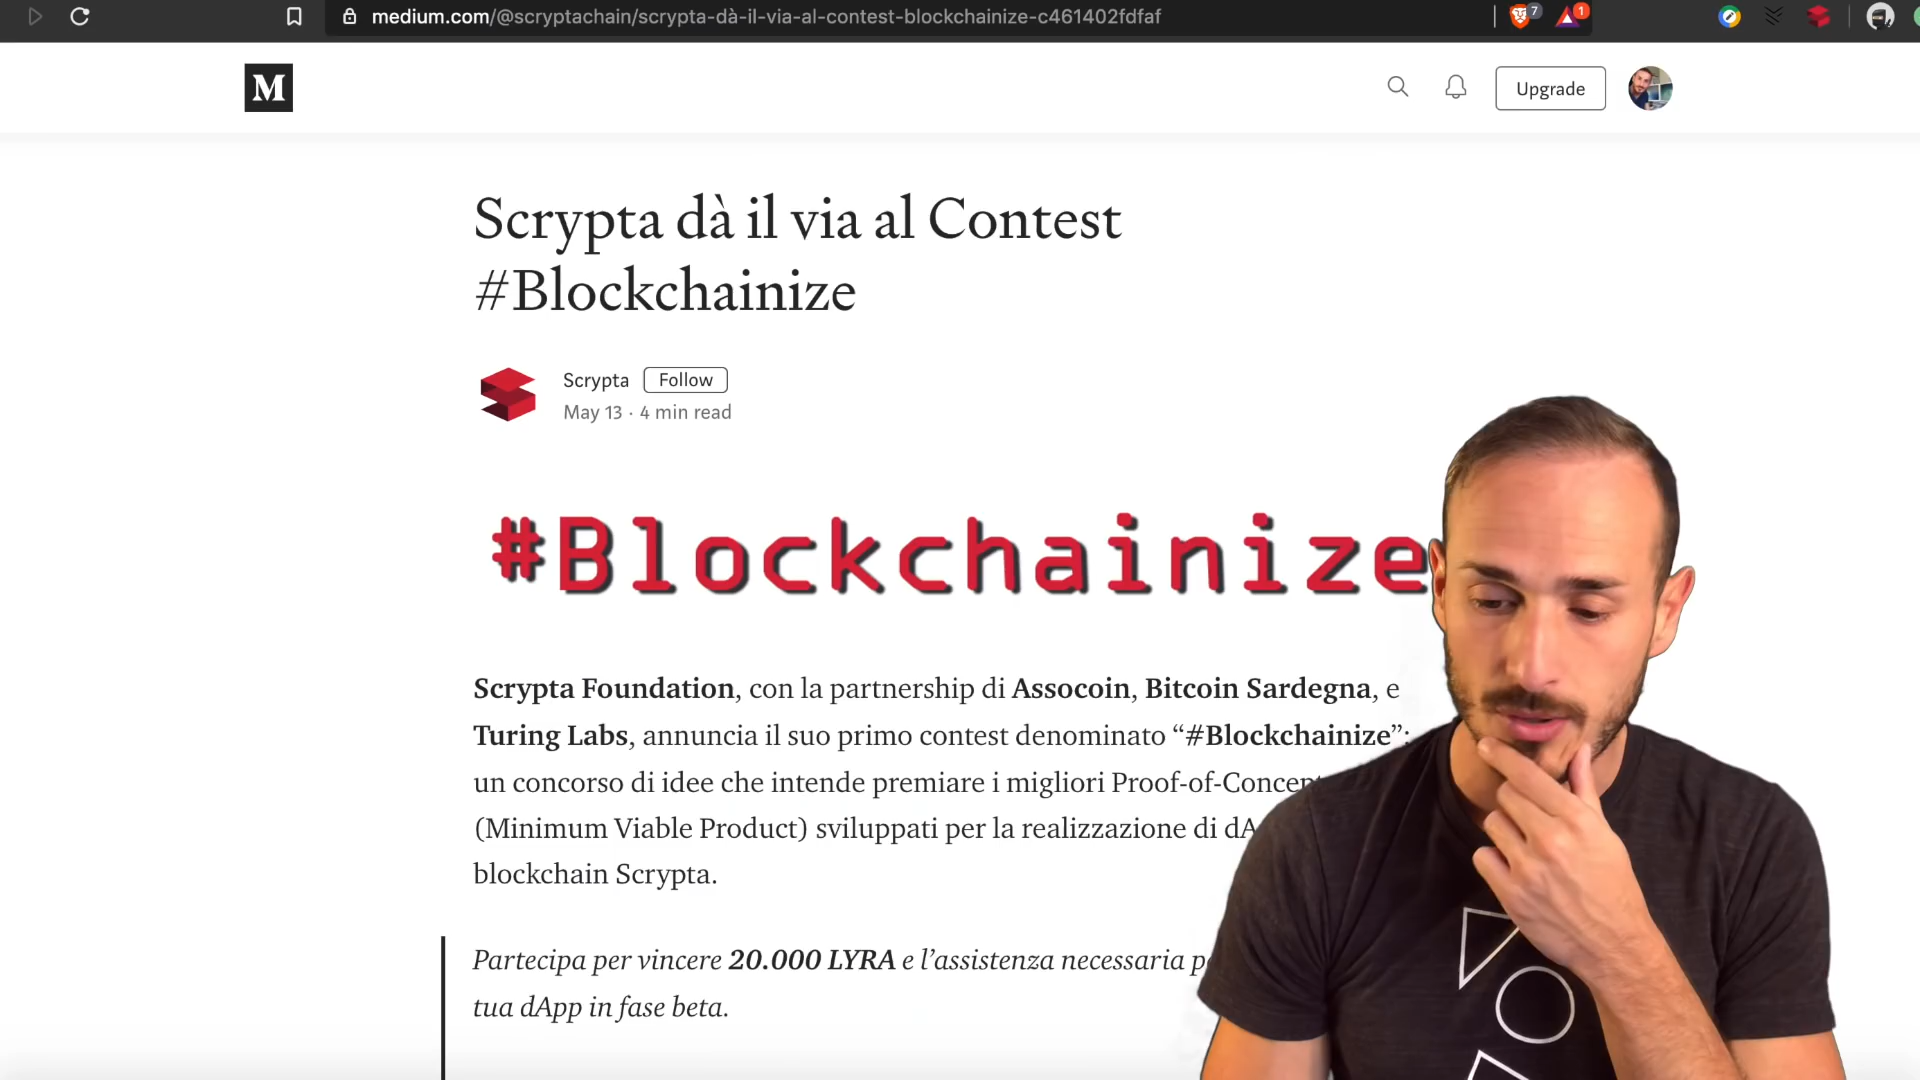 medium.com/@scryptachain/scrypta-dà-il-via-al-contest-blockchainize-c461402fdfaf
7
1
M
Upgrade
Scrypta dà il via al Contest
#Blockchainize
Scrypta Follow
May 13 · 4 min read
#Blockchainize
Scrypta Foundation, con la partnership di Assocoin, Bitcoin Sardegna, e
Turing Labs, annuncia il suo primo contest denominato “#Blockchainize”:
un concorso di idee che intende premiare i migliori Proof-of-Concept
(Minimum Viable Product) sviluppati per la realizzazione di dA
blockchain Scrypta.
Partecipa per vincere 20.000 LYRA e l’assistenza necessaria p
tua dApp in fase beta.